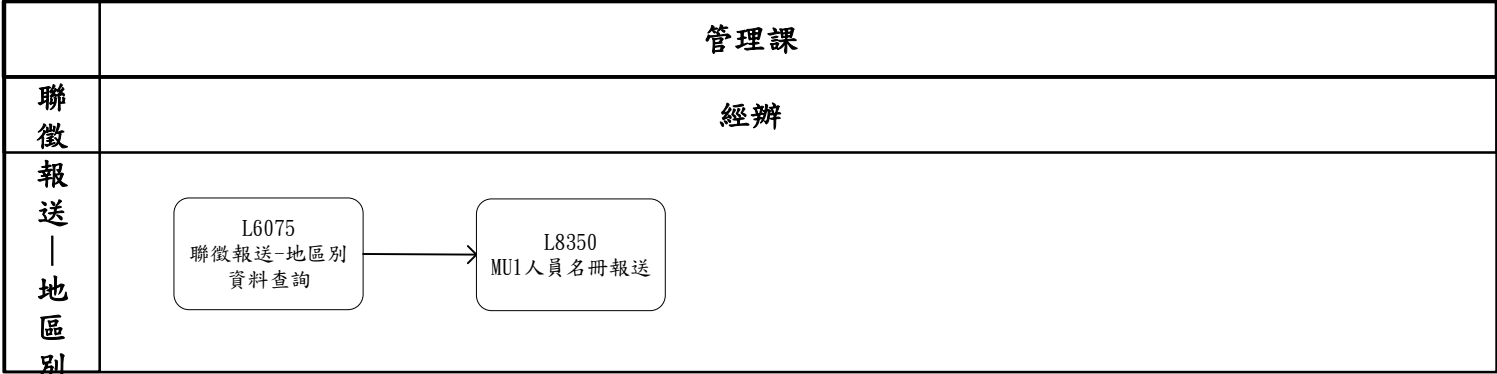 管理課
經辦
聯
徵
報
送
｜
地
區
別
L6075
聯徵報送-地區別
資料查詢
L8350
MU1人員名冊報送